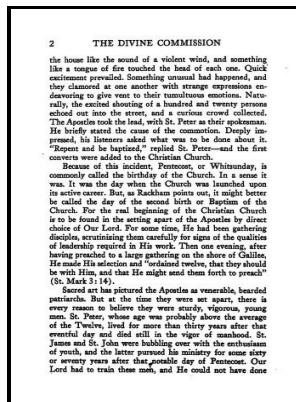 2 THE DIVINE COMMISSION
the house like the sound of a violent wind, and something
like a tongue of fire touched the head of each one. Quick
excitement prevailed. Something unusual had happened, and
they clamored at one another with strange expressions en-
deavoring to give vent to their tumultuous emotions. Natu-
rally, the excited shouting of a hundred and twenty persons
echoed out into the street, and a curious crowd collected.
The Apostles took the lead, with St. Peter as their spokesman.
He briefly stated the cause of the commotion. Deeply im-
pressed, his listeners asked what was to be done about it.
"Repent and be baptized," replied St. Peter—and the first
converts were added to the Christian Church.
Because of this incident, Pentecost, or Whitsunday, is
commonly called the birthday of the Church. In a sense it
was. It was the day when the Church was launched upon
its active career. But, as Rackham points out, it might better
be called the day of the second birth or Baptism of the
Church. For the real beginning of the Christian Church
is to be found in the setting apart of the Apostles by direct
choice of Our Lord. For some time, He had been gathering
disciples, scrutinizing them carefully for signs of the qualities
of leadership required in His work. Then one evening, after
having preached to a large gathering on the shore of Galilee,
He made His selection and "ordained twelve, that they should
be with Him, and that He might send them forth to preach"
(St. Mark 3:14).
Sacred art has pictured the Apostles as venerable, bearded
patriarchs. But at the time they were set apart, there is
every reason to believe they were sturdy, vigorous, young
men. St. Peter, whose age was probably above the average
of the Twelve, lived for more than thirty years after that
eventful day and died still in the vigor of manhood. St.
James and St. John were bubbling over with the enthusiasm
of youth, and the latter pursued his ministry for some sixty
or seventy years after that notable day of Pentecost. Our
Lord had to train these men, and He could not have done